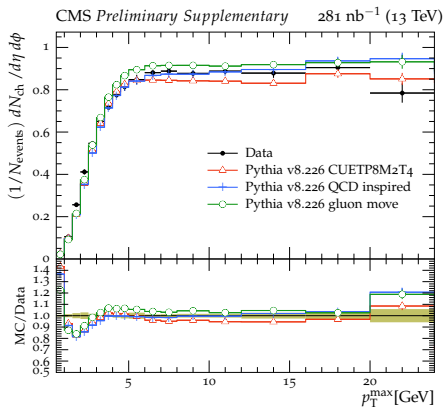 CMS Preliminary Supplementary 281 nb⁻¹ (13 TeV)
(1/N_events) dN_ch/dη dϕ
1
0.8
0.6
0.4
0.2
0
Data
Pythia v8.226 CUETP8M2T4
Pythia v8.226 QCD inspired
Pythia v8.226 gluon move
MC/Data
1.4
1.3
1.2
1.1
1.0
0.9
0.8
0.7
0.6
0.5
5 10 15 20
p_T^max [GeV]